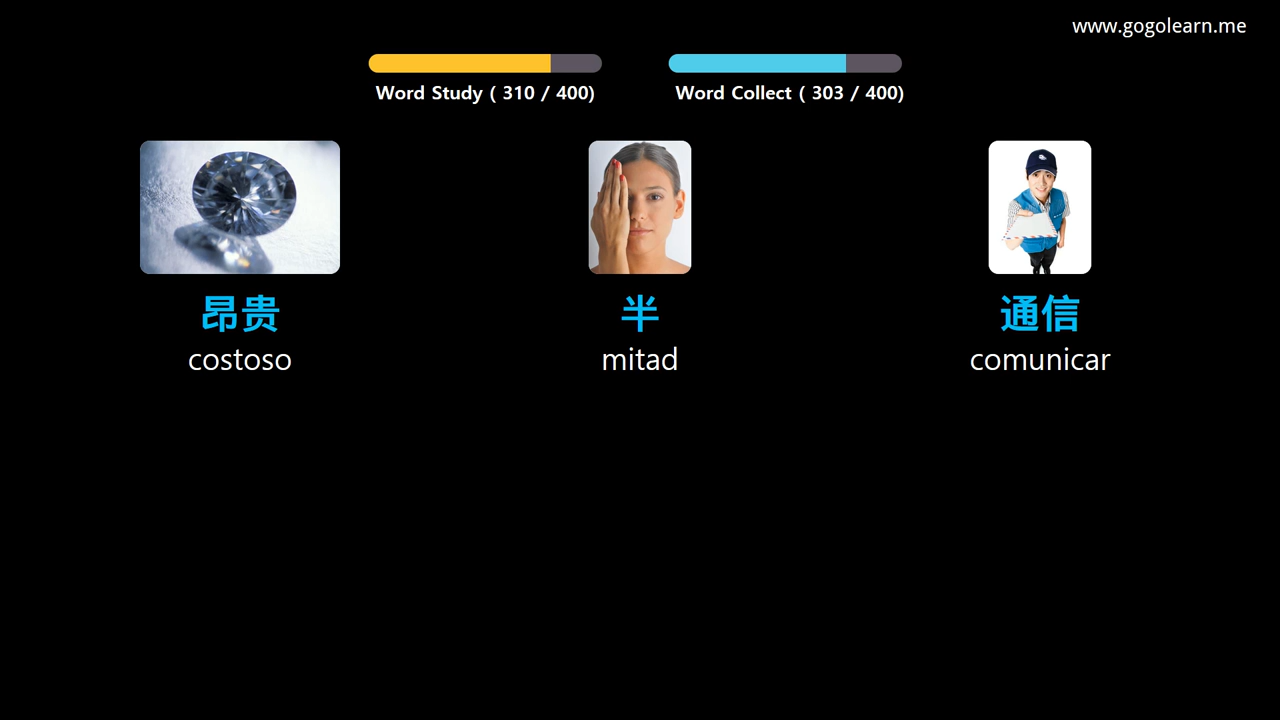 www.gogolearn.me
Word Study ( 310 / 400)
Word Collect ( 303 / 400)
昂贵
costoso
半
mitad
通信
comunicar